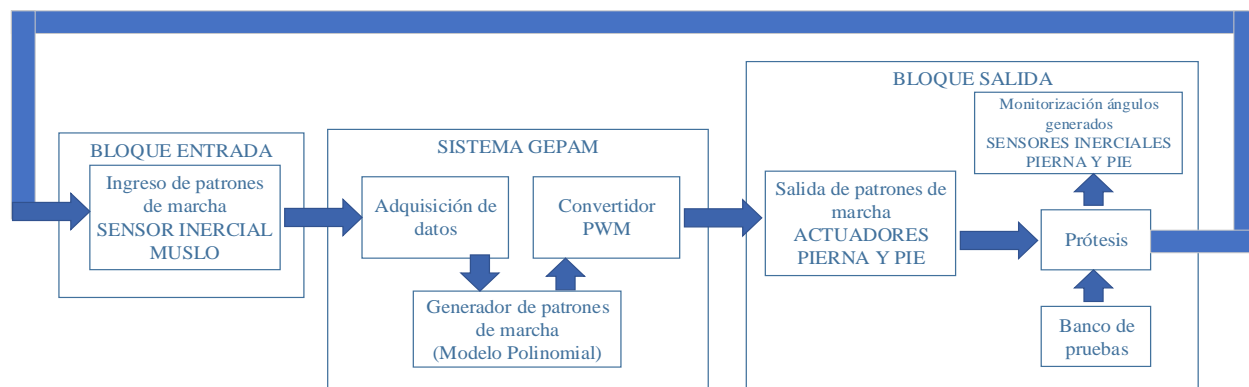 BLOQUE ENTRADA
Ingreso de patrones
de marcha
SENSOR INERCIAL
MUSLO
SISTEMA GEPAM
Adquisición de
datos
Convertidor
PWM
Generador de patrones
de marcha
(Modelo Polinomial)
BLOQUE SALIDA
Monitorización ángulos
generados
SENSORES INERCIALES
PIERNA Y PIE
Salida de patrones de
marcha
ACTUADORES
PIERNA Y PIE
Prótesis
Banco de
pruebas